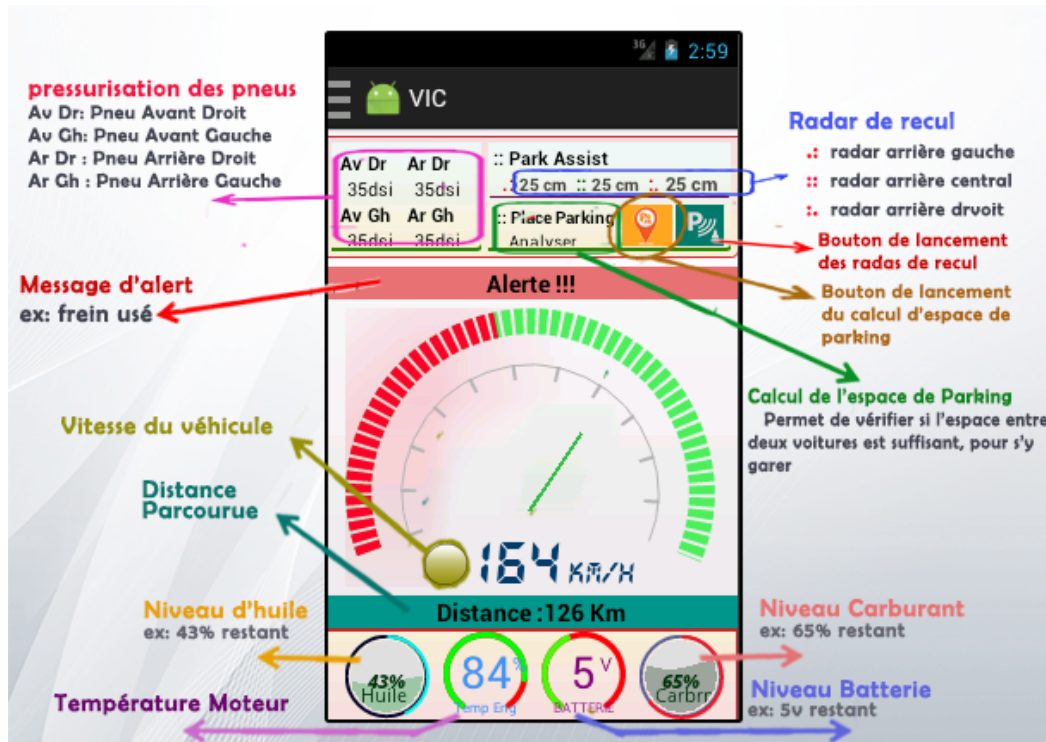 3G 2:59
VIC
pressurisation des pneus
Av Dr: Pneu Avant Droit
Av Gh: Pneu Avant Gauche
Ar Dr : Pneu Arrière Droit
Ar Gh : Pneu Arrière Gauche
Av Dr Ar Dr
35dsi 35dsi
Av Gh Ar Gh
35dsi 35dsi
:: Park Assist
.: 25 cm :: 25 cm :. 25 cm
:: Place Parking
Analyser
P
Radar de recul
.: radar arrière gauche
:: radar arrière central
:. radar arrière drvoit
Bouton de lancement
des radas de recul
Bouton de lancement
du calcul d'espace de
parking
Message d'alert
ex: frein usé
Alerte !!!
Calcul de l'espace de Parking
Permet de vérifier si l'espace entre
deux voitures est suffisant, pour s'y
garer
Vitesse du véhicule
Distance
Parcourue
164 KM/H
Distance :126 Km
Niveau d'huile
ex: 43% restant
Niveau Carburant
ex: 65% restant
43%
Huile
84 °
Temp Eng
5 V
BATTERIE
65%
Carbrr
Température Moteur
Niveau Batterie
ex: 5v restant